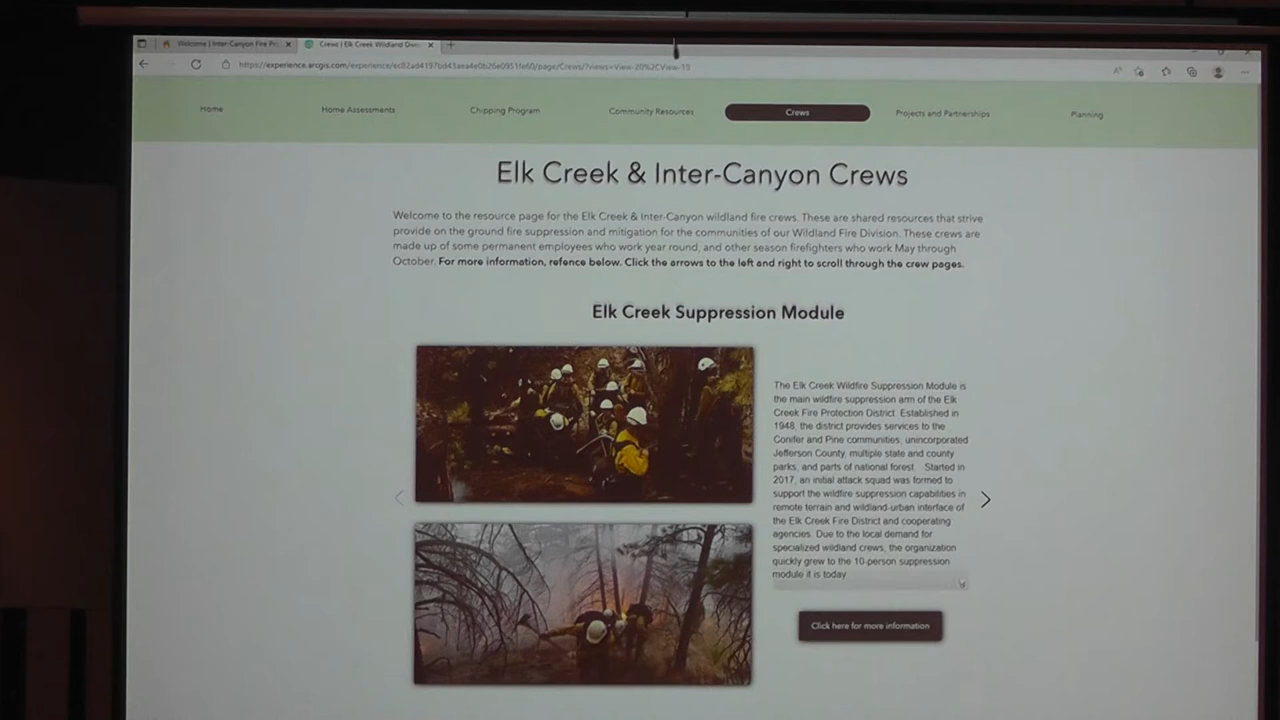 Welcome | Inter-Canyon Fire Pr
Crews | Elk Creek Wildland Divi
Home
Home Assessments
Chipping Program
Community Resources
Crews
Projects and Partnerships
Planning
Elk Creek & Inter-Canyon Crews
Welcome to the resource page for the Elk Creek & Inter-Canyon wildland fire crews. These are shared resources that strive
provide on the ground fire suppression and mitigation for the communities of our Wildland Fire Division. These crews are
made up of some permanent employees who work year round, and other season firefighters who work May through
October. For more information, refence below. Click the arrows to the left and right to scroll through the crew pages.
Elk Creek Suppression Module
The Elk Creek Wildfire Suppression Module is
the main wildfire suppression arm of the Elk
Creek Fire Protection District. Established in
1948, the district provides services to the
Conifer and Pine communities, unincorporated
Jefferson County, multiple state and county
parks, and parts of national forest. Started in
2017, an initial attack squad was formed to
support the wildfire suppression capabilities in
remote terrain and wildland-urban interface of
the Elk Creek Fire District and cooperating
agencies. Due to the local demand for
specialized wildland crews, the organization
quickly grew to the 10-person suppression
module it is today
Click here for more information